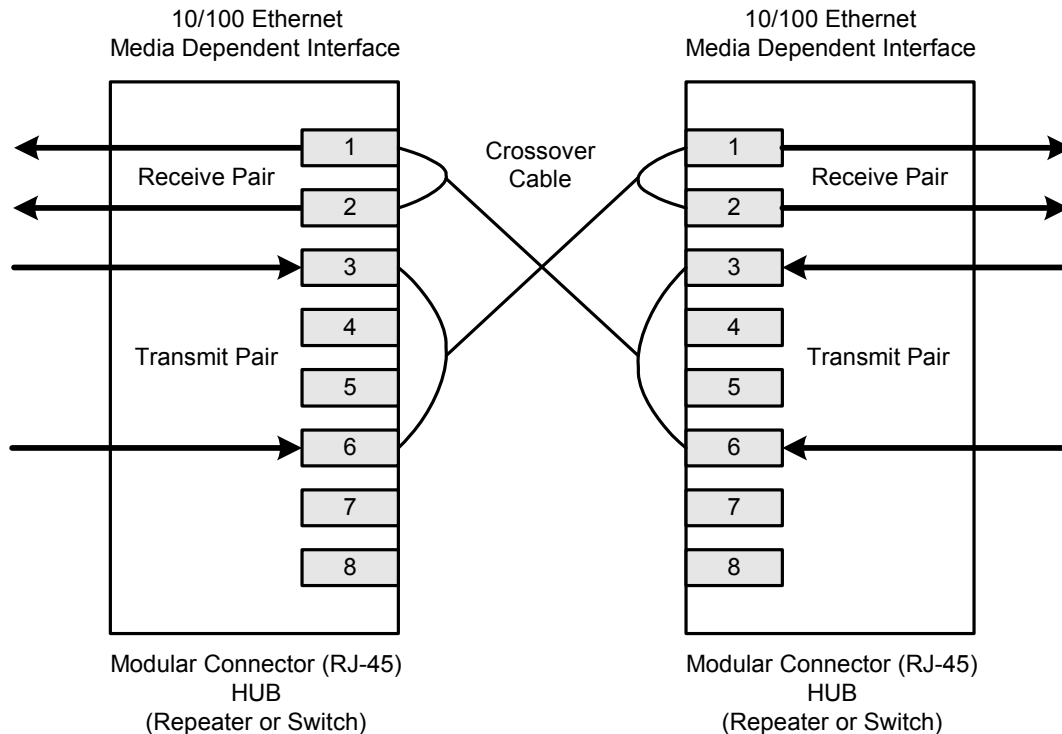 10/100 Ethernet
Media Dependent Interface
10/100 Ethernet
Media Dependent Interface
1
Receive Pair
2
3
4
Transmit Pair
5
6
7
8
Crossover
Cable
1
Receive Pair
2
3
4
Transmit Pair
5
6
7
8
Modular Connector (RJ-45)
HUB
(Repeater or Switch)
Modular Connector (RJ-45)
HUB
(Repeater or Switch)